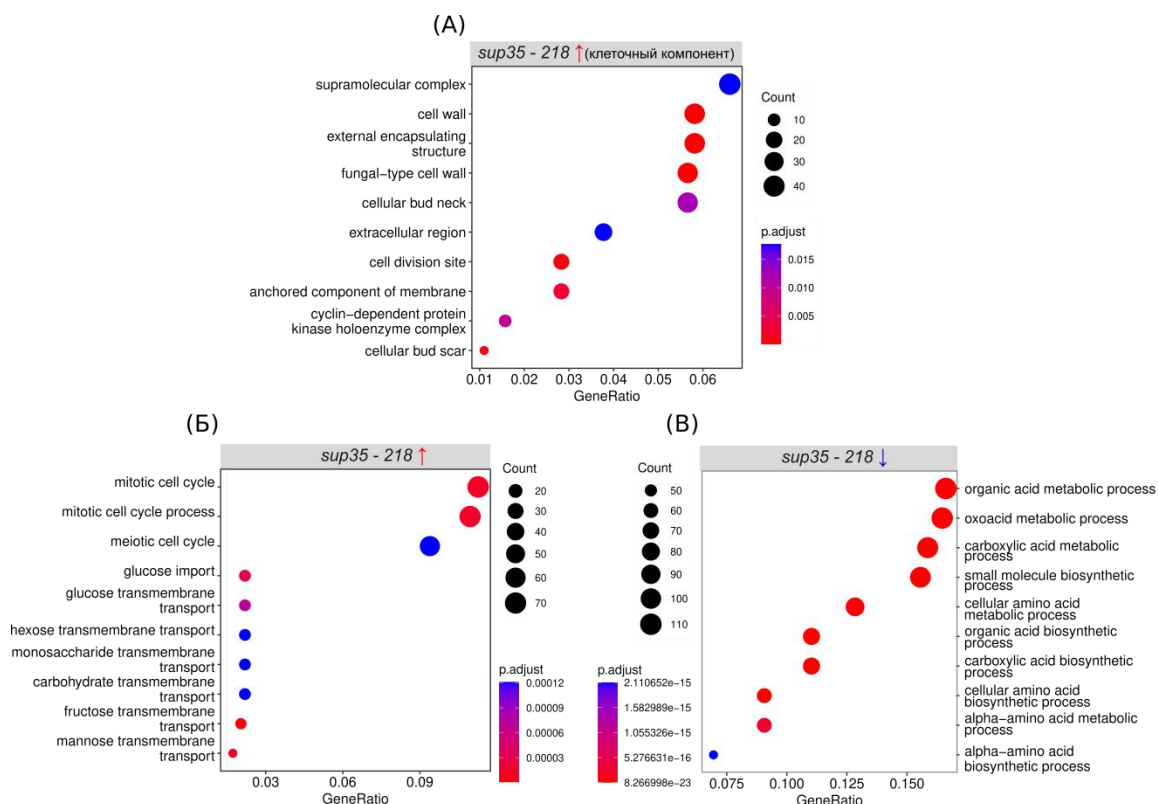 (А)
sup35 - 218 ↑ (клеточный компонент)
supramolecular complex
cell wall
external encapsulating
structure
fungal-type cell wall
cellular bud neck
extracellular region
cell division site
anchored component of membrane
cyclin-dependent protein
kinase holoenzyme complex
cellular bud scar
0.01 0.02 0.03 0.04 0.05 0.06
GeneRatio
Count
10
20
30
40
p.adjust
0.015
0.010
0.005
(Б)
sup35 - 218 ↑
mitotic cell cycle
mitotic cell cycle process
meiotic cell cycle
glucose import
glucose transmembrane
transport
hexose transmembrane transport
monosaccharide transmembrane
transport
carbohydrate transmembrane
transport
fructose transmembrane
transport
mannose transmembrane
transport
0.03 0.09
GeneRatio
Count
20
30
40
50
60
70
p.adjust
0.00012
0.00009
0.00006
0.00003
(В)
sup35 - 218 ↓
Count
50
60
70
80
90
100
110
p.adjust
2.110652e-15
1.582989e-15
1.055326e-15
5.276631e-16
8.266998e-23
organic acid metabolic process
oxoacid metabolic process
carboxylic acid metabolic
process
small molecule biosynthetic
process
cellular amino acid
metabolic process
organic acid biosynthetic
process
carboxylic acid biosynthetic
process
cellular amino acid
biosynthetic process
alpha-amino acid metabolic
process
alpha-amino acid
biosynthetic process
0.075 0.100 0.125 0.150
GeneRatio